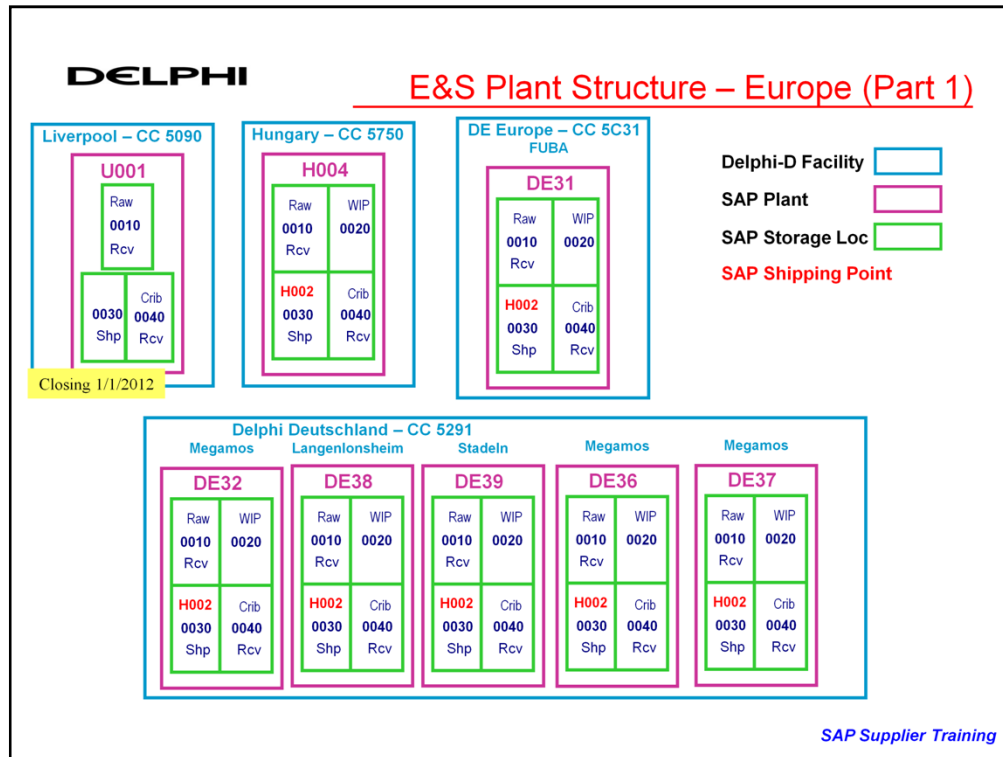 DELPHI
E&S Plant Structure – Europe (Part 1)
Liverpool – CC 5090
U001
Raw
0010
Rcv
0030
Shp
Crib
0040
Rcv
Closing 1/1/2012
Hungary – CC 5750
H004
Raw
0010
Rcv
WIP
0020
H002
0030
Shp
Crib
0040
Rcv
DE Europe – CC 5C31
FUBA
DE31
Raw
0010
Rcv
WIP
0020
H002
0030
Shp
Crib
0040
Rcv
Delphi-D Facility
SAP Plant
SAP Storage Loc
SAP Shipping Point
Delphi Deutschland – CC 5291
Megamos
DE32
Raw
0010
Rcv
WIP
0020
H002
0030
Shp
Crib
0040
Rcv
Langenlonsheim
DE38
Raw
0010
Rcv
WIP
0020
H002
0030
Shp
Crib
0040
Rcv
Stadeln
DE39
Raw
0010
Rcv
WIP
0020
H002
0030
Shp
Crib
0040
Rcv
Megamos
DE36
Raw
0010
Rcv
WIP
0020
H002
0030
Shp
Crib
0040
Rcv
Megamos
DE37
Raw
0010
Rcv
WIP
0020
H002
0030
Shp
Crib
0040
Rcv
SAP Supplier Training